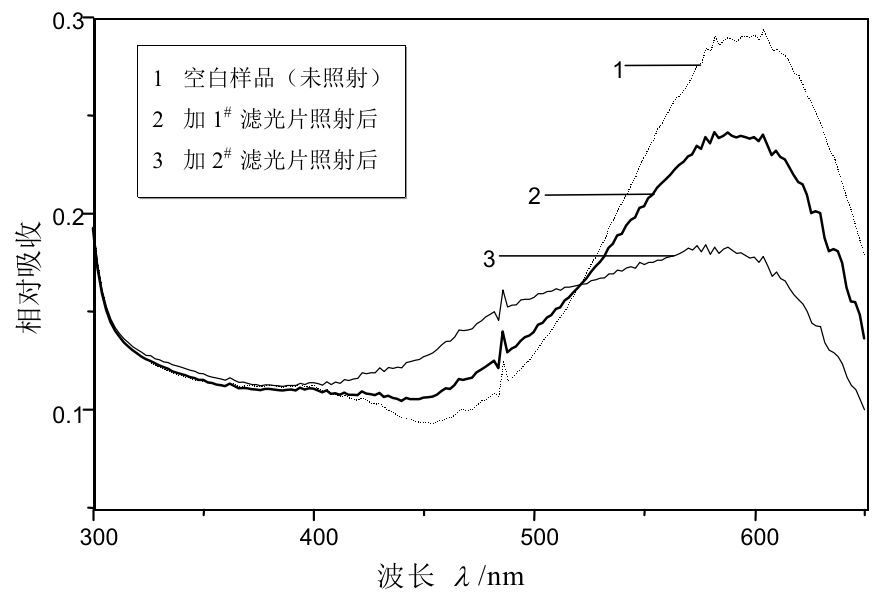 0.3
0.2
0.1
相对吸收
1 空白样品（未照射）
2 加 1# 滤光片照射后
3 加 2# 滤光片照射后
1
2
3
300 400 500 600
波长 λ /nm